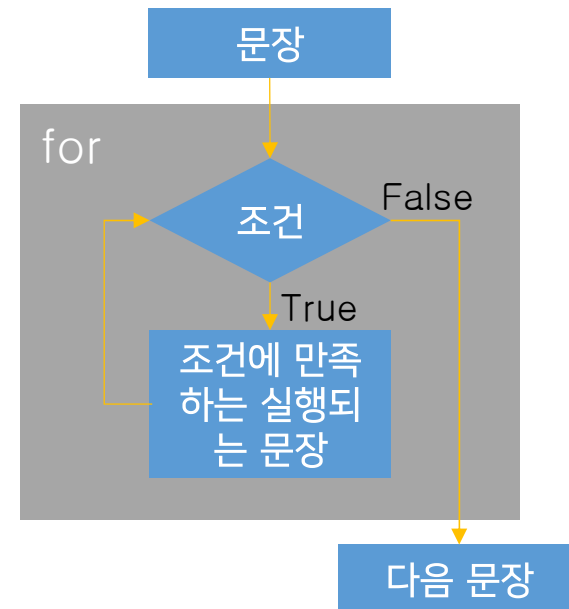 문장
for
조건
False
True
조건에 만족
하는 실행되
는 문장
다음 문장